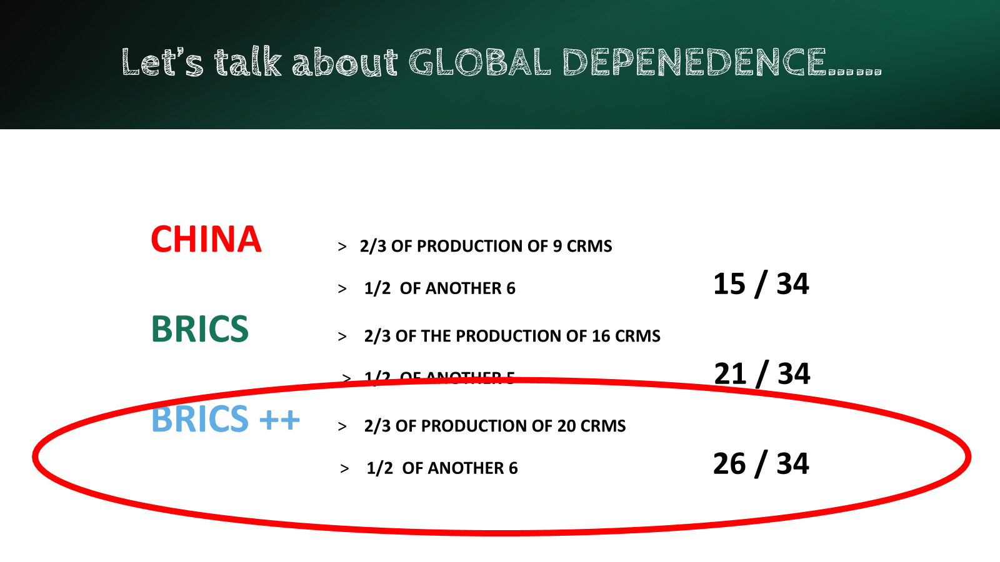 Let’s talk about GLOBAL DEPENEDENCE......
CHINA > 2/3 OF PRODUCTION OF 9 CRMS
> 1/2 OF ANOTHER 6 15 / 34
BRICS > 2/3 OF THE PRODUCTION OF 16 CRMS
> 1/2 OF ANOTHER 5 21 / 34
BRICS ++ > 2/3 OF PRODUCTION OF 20 CRMS
> 1/2 OF ANOTHER 6 26 / 34